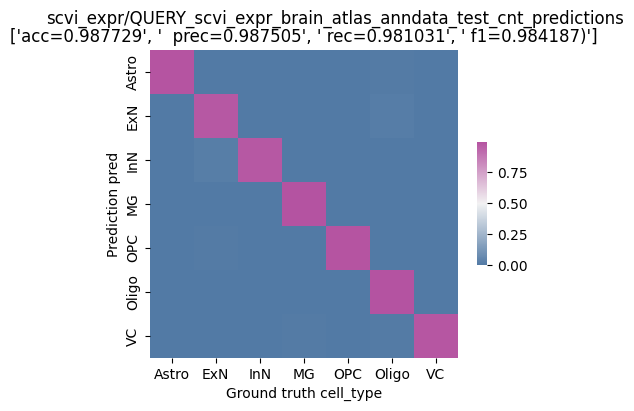 scvi_expr/QUERY_scvi_expr_brain_atlas_anndata_test_cnt_predictions
['acc=0.987729', '  prec=0.987505', ' rec=0.981031', ' f1=0.984187)']
Prediction pred
Astro
ExN
InN
MG
OPC
Oligo
VC
Astro ExN InN MG OPC Oligo VC
Ground truth cell_type
0.75
0.50
0.25
0.00